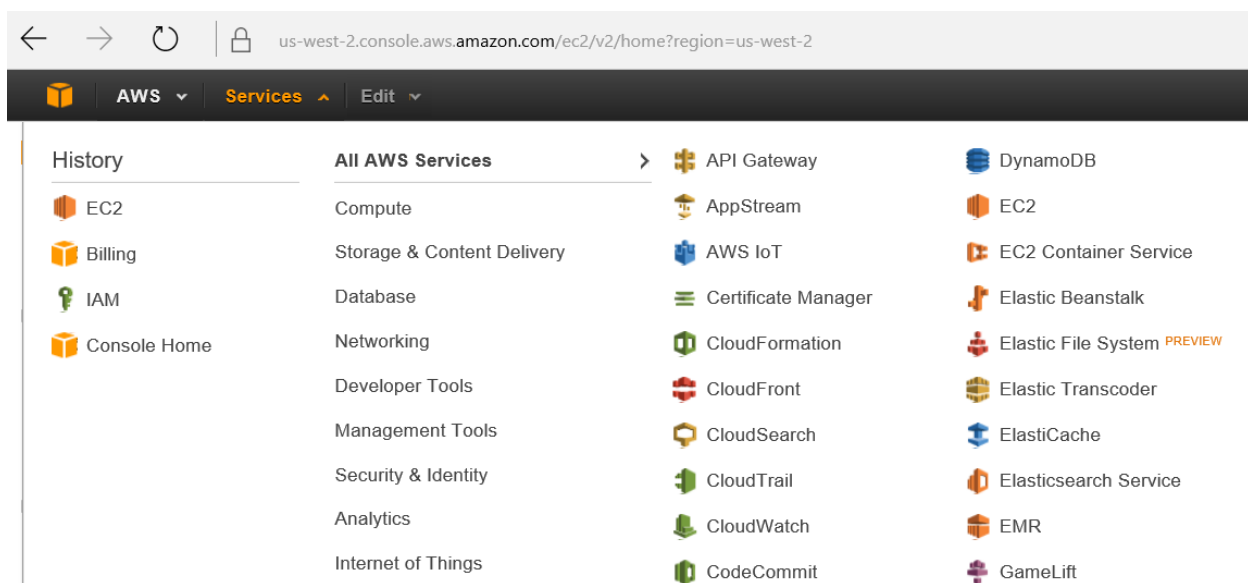 us-west-2.console.aws.amazon.com/ec2/v2/home?region=us-west-2
AWS Services Edit
History
EC2
Billing
IAM
Console Home
All AWS Services
Compute
Storage & Content Delivery
Database
Networking
Developer Tools
Management Tools
Security & Identity
Analytics
Internet of Things
API Gateway
AppStream
AWS IoT
Certificate Manager
CloudFormation
CloudFront
CloudSearch
CloudTrail
CloudWatch
CodeCommit
DynamoDB
EC2
EC2 Container Service
Elastic Beanstalk
Elastic File System PREVIEW
Elastic Transcoder
ElastiCache
Elasticsearch Service
EMR
GameLift